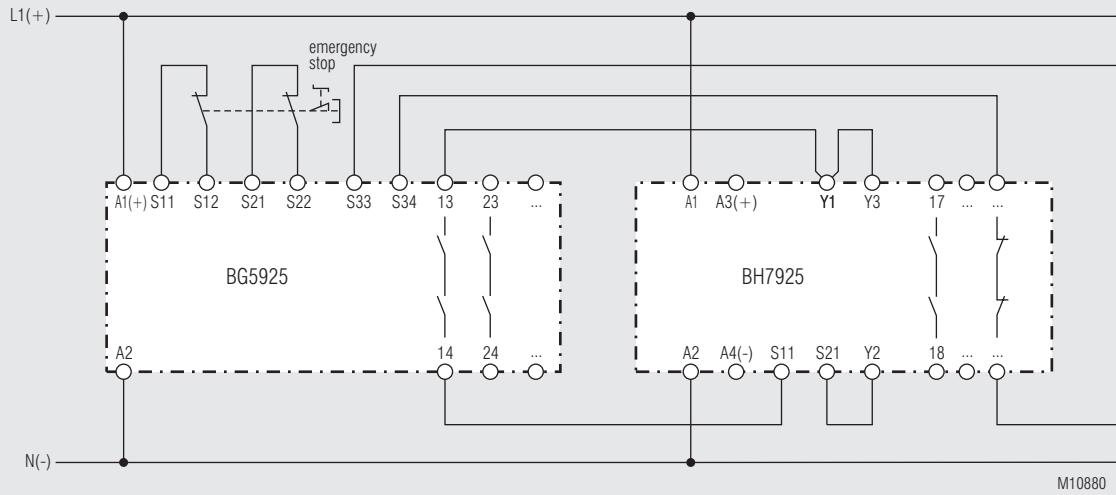 L1(+)
emergency
stop
A1(+) S11 S12 S21 S22 S33 S34 13 23 ...
A1 A3(+) Y1 Y3 17 ... ...
BG5925
BH7925
A2 14 24 ...
A2 A4(-) S11 S21 Y2 18 ... ...
N(-)
M10880